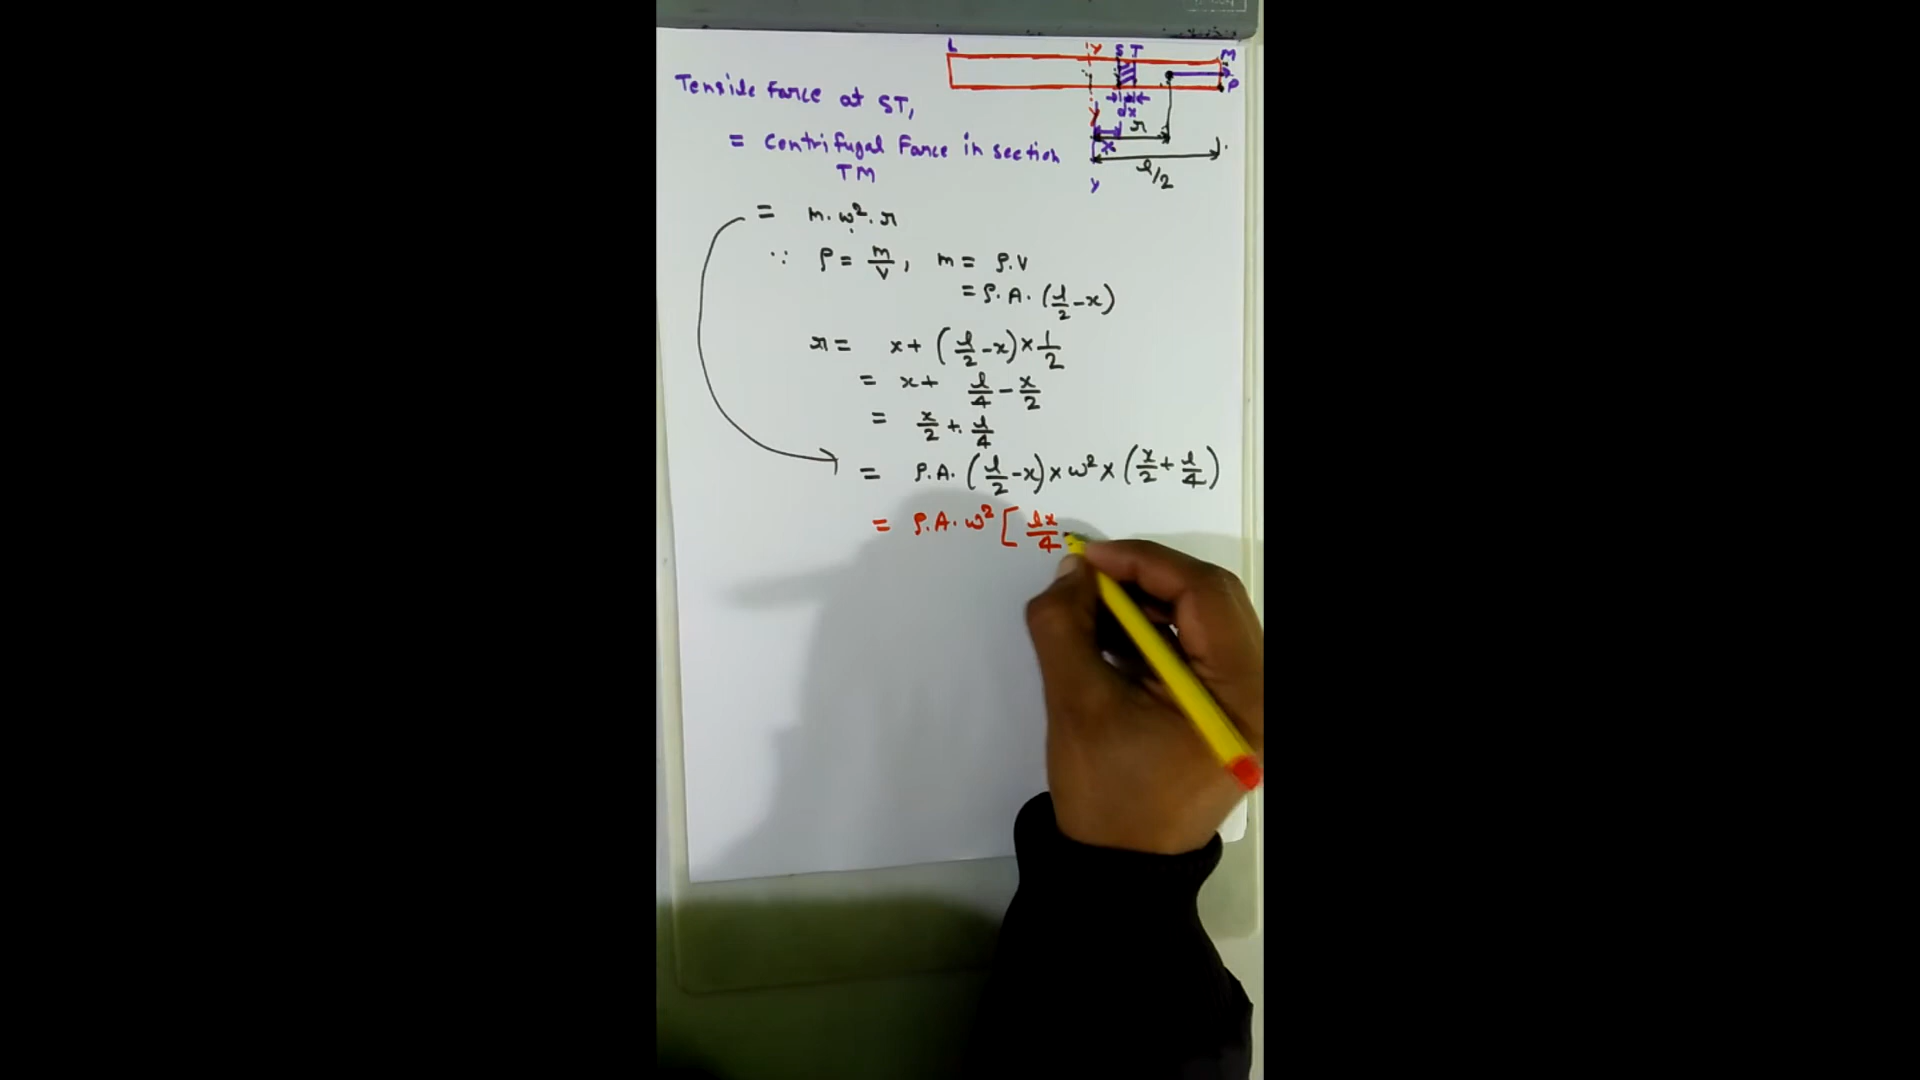 L Y S T M
P
Y dx
r
x
l/2
Y
Tensile Force at ST,
= Centrifugal Force in section
TM
= m. ω². r
∵ ρ = m/V, m = ρ.V
= ρ. A. (l/2 - x)
r = x + (l/2 - x) × 1/2
= x + l/4 - x/2
= x/2 + l/4
= ρ.A. (l/2 - x) × ω² × (x/2 + l/4)
= ρ.A. ω² [ lx/4